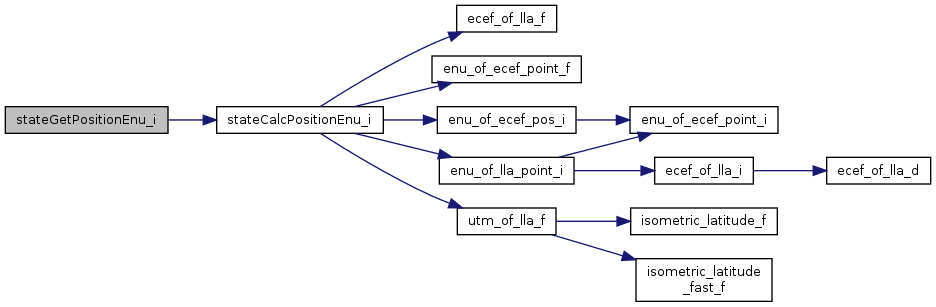 ecef_of_lla_f
enu_of_ecef_point_f
stateGetPositionEnu_i
stateCalcPositionEnu_i
enu_of_ecef_pos_i
enu_of_ecef_point_i
enu_of_lla_point_i
ecef_of_lla_i
ecef_of_lla_d
utm_of_lla_f
isometric_latitude_f
isometric_latitude
_fast_f